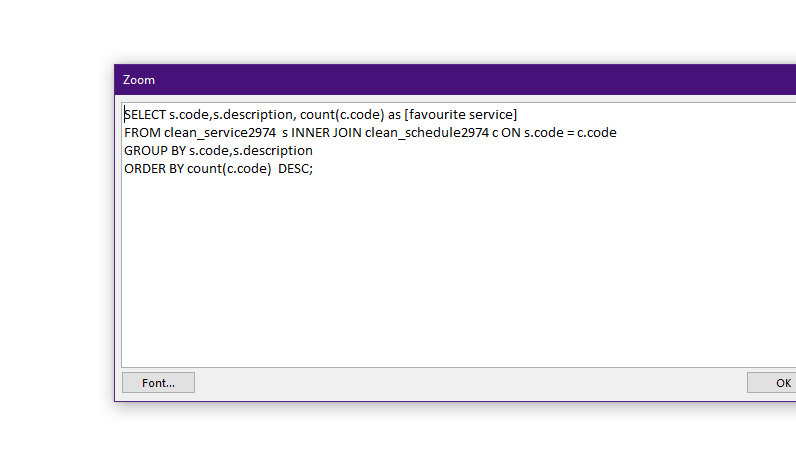 Zoom
SELECT s.code,s.description, count(c.code) as [favourite service]
FROM clean_service2974  s INNER JOIN clean_schedule2974 c ON s.code = c.code
GROUP BY s.code,s.description
ORDER BY count(c.code)  DESC;
Font... OK